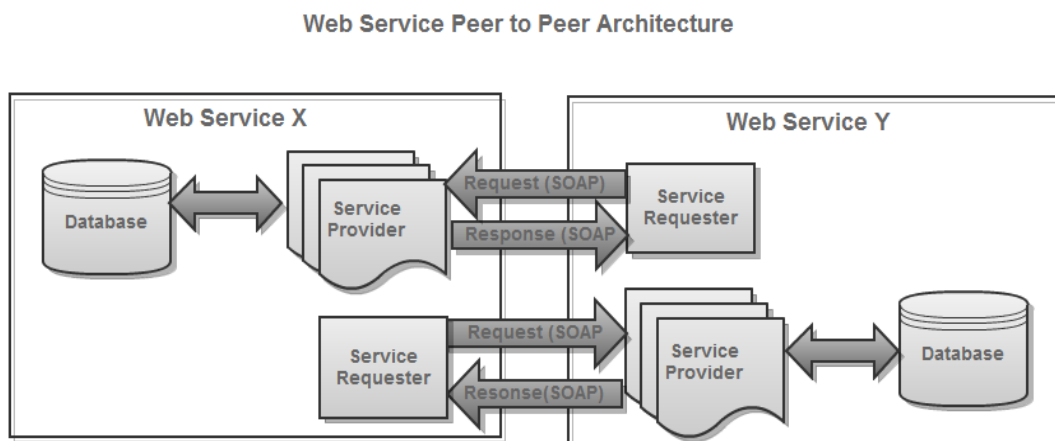 Web Service Peer to Peer Architecture
Web Service X
Web Service Y
Database
Service
Provider
Request (SOAP)
Response (SOAP
Service
Requester
Service
Requester
Request (SOAP
Resonse(SOAP)
Service
Provider
Database